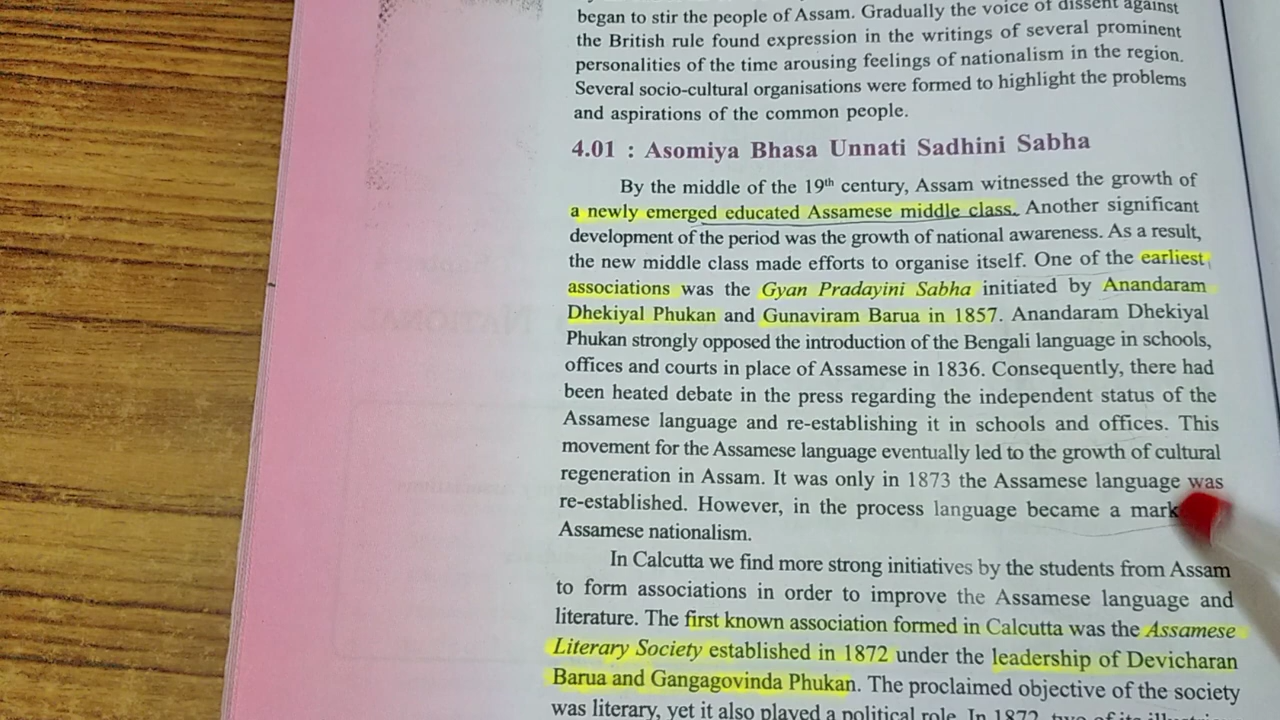 began to stir the people of Assam. Gradually the voice of dissent against
the British rule found expression in the writings of several prominent
personalities of the time arousing feelings of nationalism in the region.
Several socio-cultural organisations were formed to highlight the problems
and aspirations of the common people.
4.01 : Asomiya Bhasa Unnati Sadhini Sabha
By the middle of the 19th century, Assam witnessed the growth of
a newly emerged educated Assamese middle class. Another significant
development of the period was the growth of national awareness. As a result,
the new middle class made efforts to organise itself. One of the earliest
associations was the Gyan Pradayini Sabha initiated by Anandaram
Dhekiyal Phukan and Gunaviram Barua in 1857. Anandaram Dhekiyal
Phukan strongly opposed the introduction of the Bengali language in schools,
offices and courts in place of Assamese in 1836. Consequently, there had
been heated debate in the press regarding the independent status of the
Assamese language and re-establishing it in schools and offices. This
movement for the Assamese language eventually led to the growth of cultural
regeneration in Assam. It was only in 1873 the Assamese language was
re-established. However, in the process language became a mark
Assamese nationalism.
In Calcutta we find more strong initiatives by the students from Assam
to form associations in order to improve the Assamese language and
literature. The first known association formed in Calcutta was the Assamese
Literary Society established in 1872 under the leadership of Devicharan
Barua and Gangagovinda Phukan. The proclaimed objective of the society
was literary, yet it also played a political role. In 1872, two of its